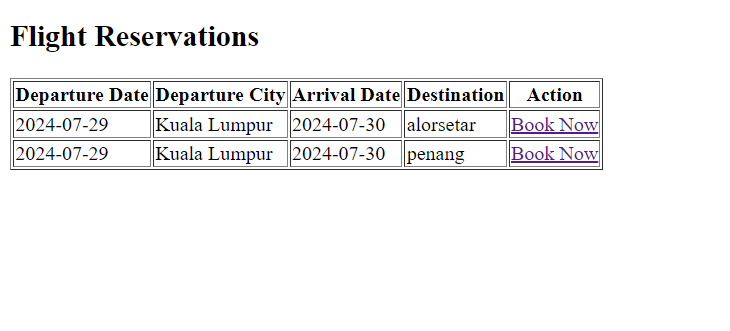 Flight Reservations
Departure Date Departure City Arrival Date Destination Action
2024-07-29 Kuala Lumpur 2024-07-30 alorsetar Book Now
2024-07-29 Kuala Lumpur 2024-07-30 penang Book Now